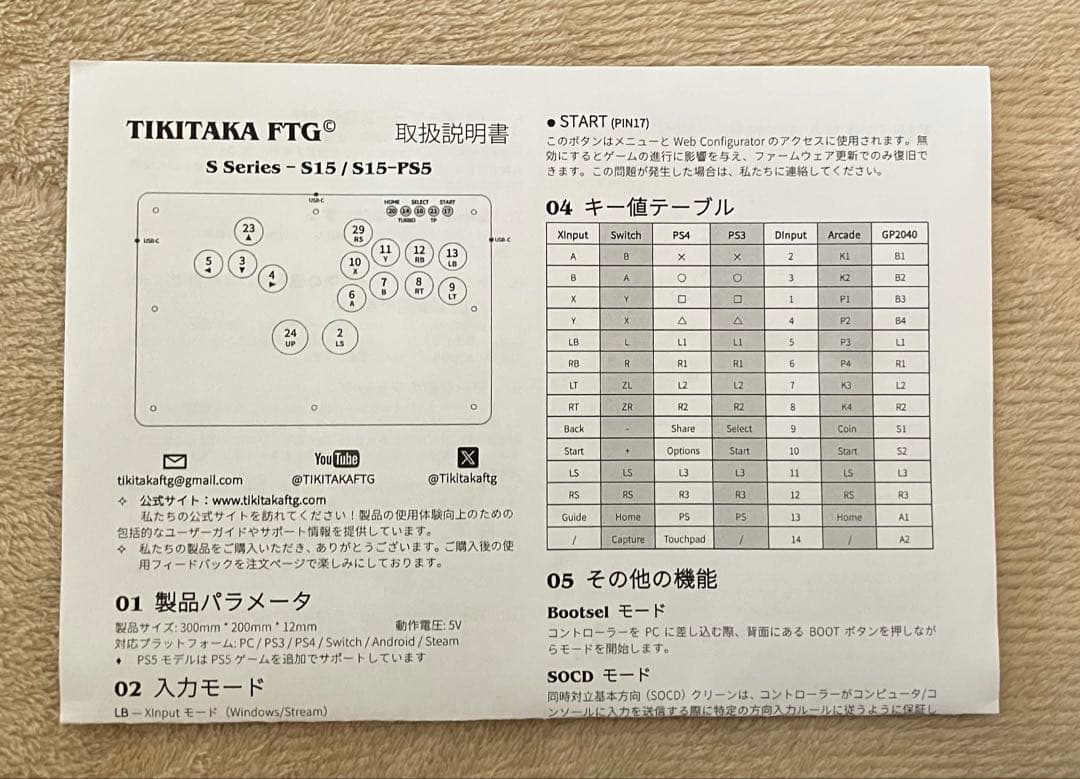 TIKITAKA FTG© 取扱説明書
S Series - S15 / S15-PS5
USB-C
HOME SELECT START
20 14 16 21 17
TURBO TP
USB-C
USB-C
23
29
RS
5
3
4
11
Y
12
RB
13
LB
10
X
7
B
8
RT
9
LT
6
A
24
UP
2
LS
YouTube
X
tikitakaftg@gmail.com @TIKITAKAFTG @Tikitakaftg
✧ 公式サイト：www.tikitakaftg.com
私たちの公式サイトを訪れてください！製品の使用体験向上のための
包括的なユーザーガイドやサポート情報を提供しています。
✧ 私たちの製品をご購入いただき、ありがとうございます。ご購入後の使
用フィードバックを注文ページで楽しみにしております。
01 製品パラメータ
製品サイズ: 300mm * 200mm * 12mm 動作電圧: 5V
対応プラットフォーム: PC / PS3 / PS4 / Switch / Android / Steam
♦ PS5 モデルは PS5 ゲームを追加でサポートしています
02 入力モード
LB — XInput モード（Windows/Stream）
● START (PIN17)
このボタンはメニューと Web Configurator のアクセスに使用されます。無
効にするとゲームの進行に影響を与え、ファームウェア更新でのみ復旧で
きます。この問題が発生した場合は、私たちに連絡してください。
04 キー値テーブル
XInput Switch PS4 PS3 DInput Arcade GP2040
A B × × 2 K1 B1
B A ○ ○ 3 K2 B2
X Y □ □ 1 P1 B3
Y X △ △ 4 P2 B4
LB L L1 L1 5 P3 L1
RB R R1 R1 6 P4 R1
LT ZL L2 L2 7 K3 L2
RT ZR R2 R2 8 K4 R2
Back - Share Select 9 Coin S1
Start + Options Start 10 Start S2
LS LS L3 L3 11 LS L3
RS RS R3 R3 12 RS R3
Guide Home PS PS 13 Home A1
/ Capture Touchpad / 14 / A2
05 その他の機能
Bootsel モード
コントローラーを PC に差し込む際、背面にある BOOT ボタンを押しなが
らモードを開始します。
SOCD モード
同時対立基本方向（SOCD）クリーンは、コントローラーがコンピュータ/コ
ンソールに入力を送信する際に特定の方向入力ルールに従うように保証し